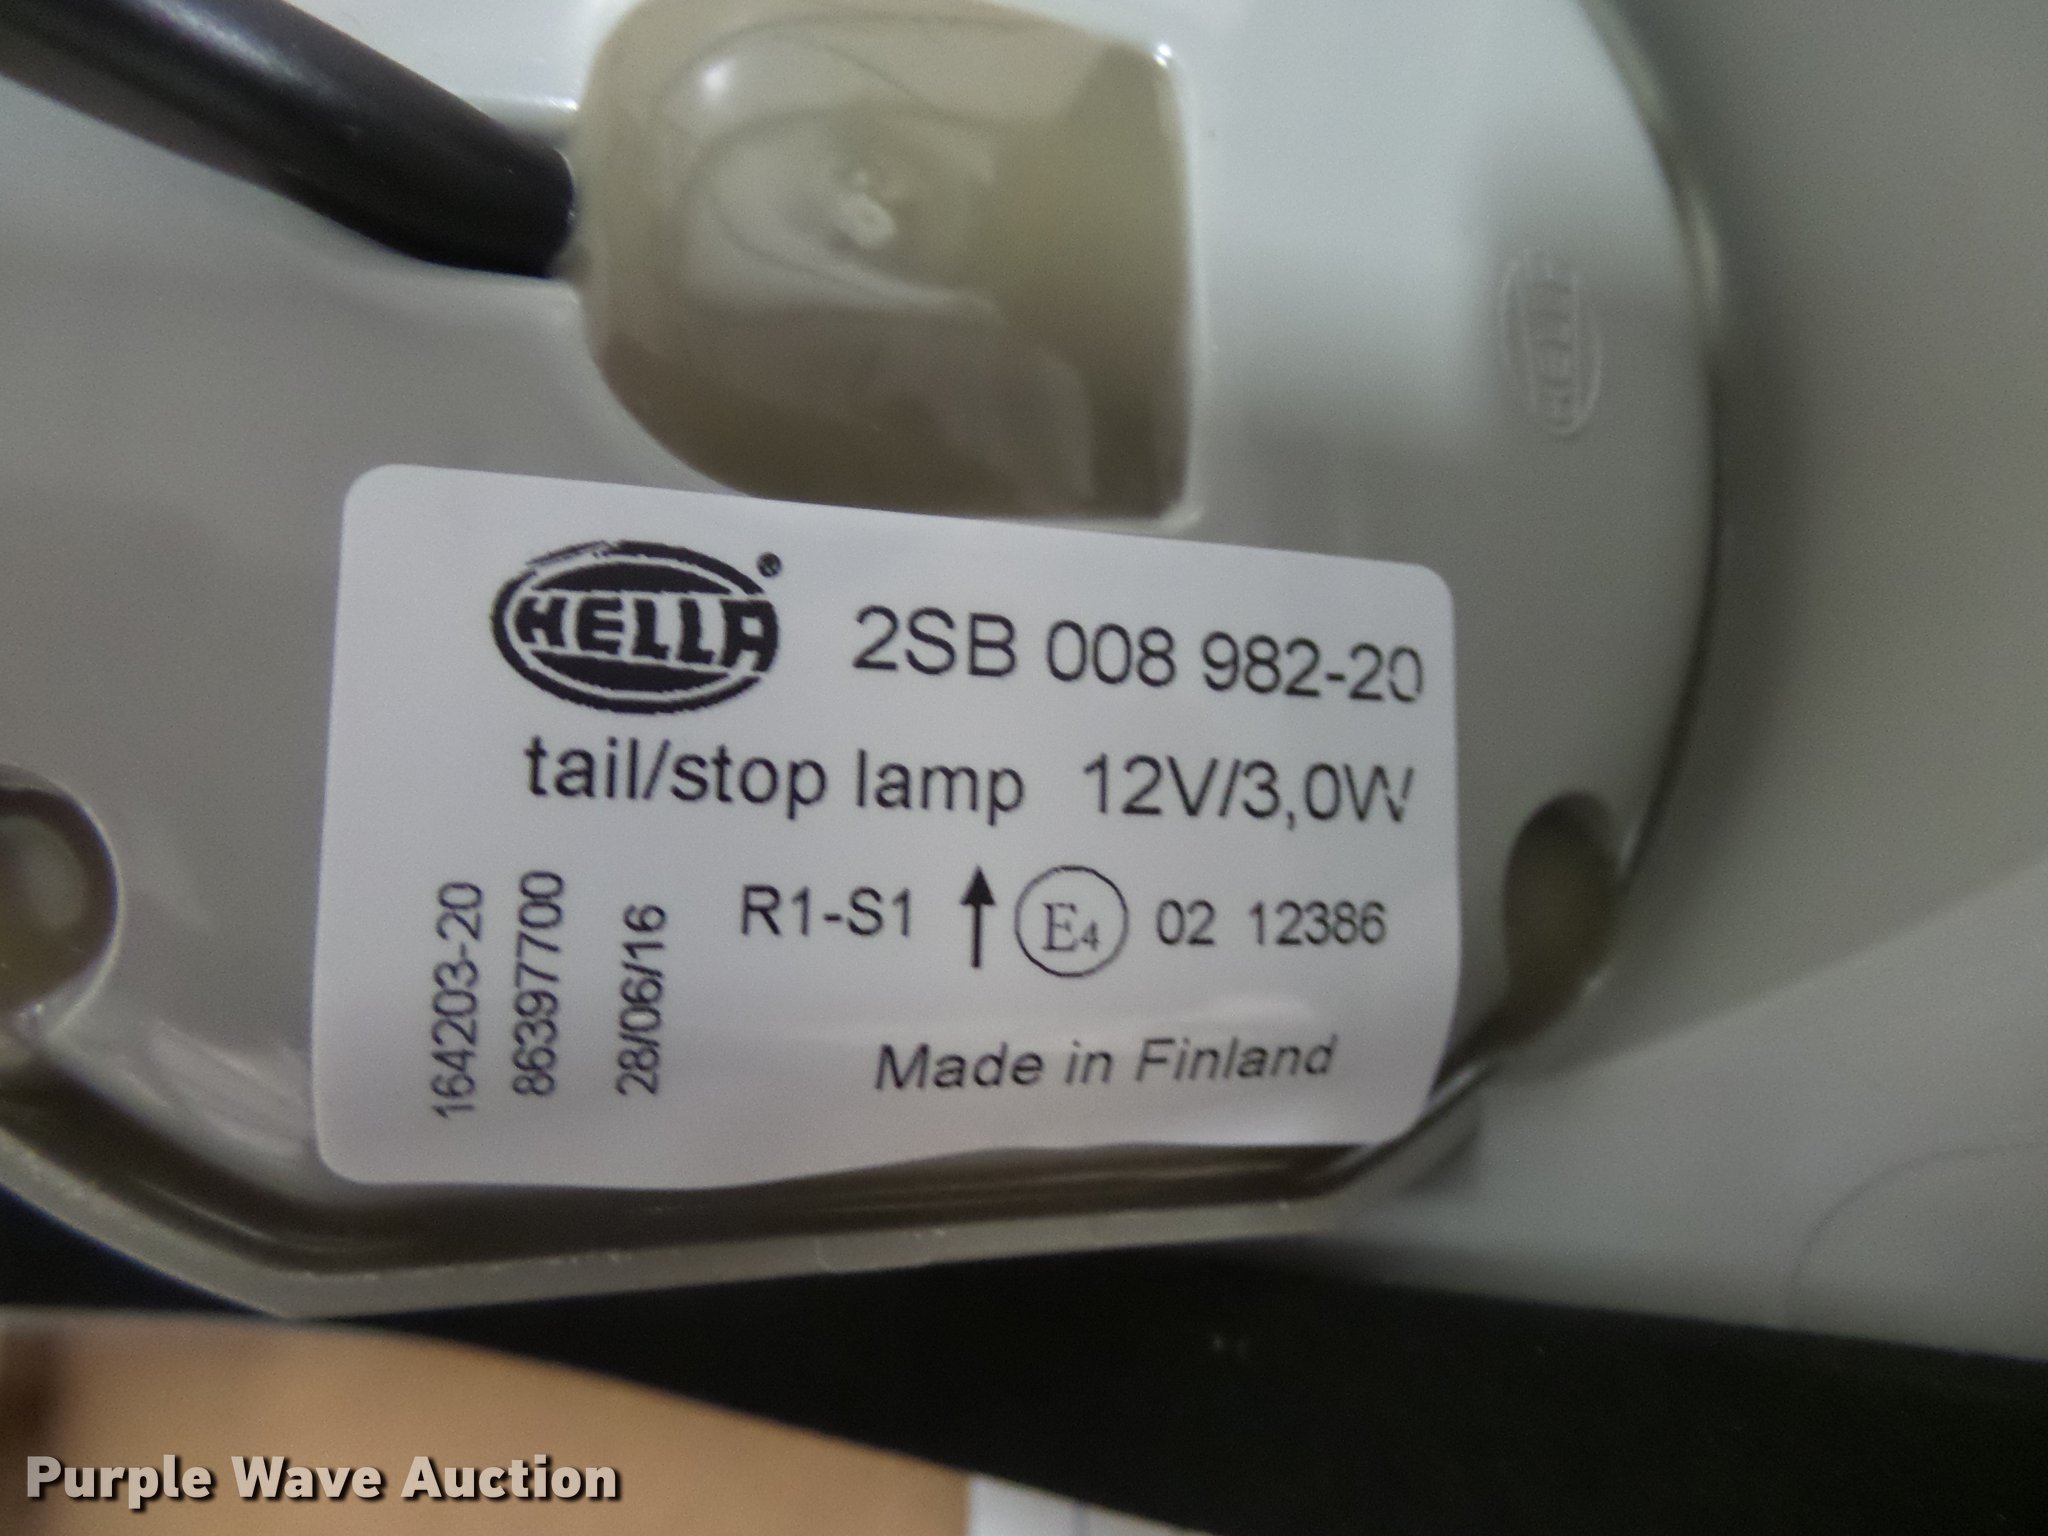 HELLA
HELLA® 2SB 008 982-20
tail/stop lamp 12V/3,0W
R1-S1 ↑ E4 02 12386
164203-20
86397700
28/06/16
Made in Finland
Purple Wave Auction